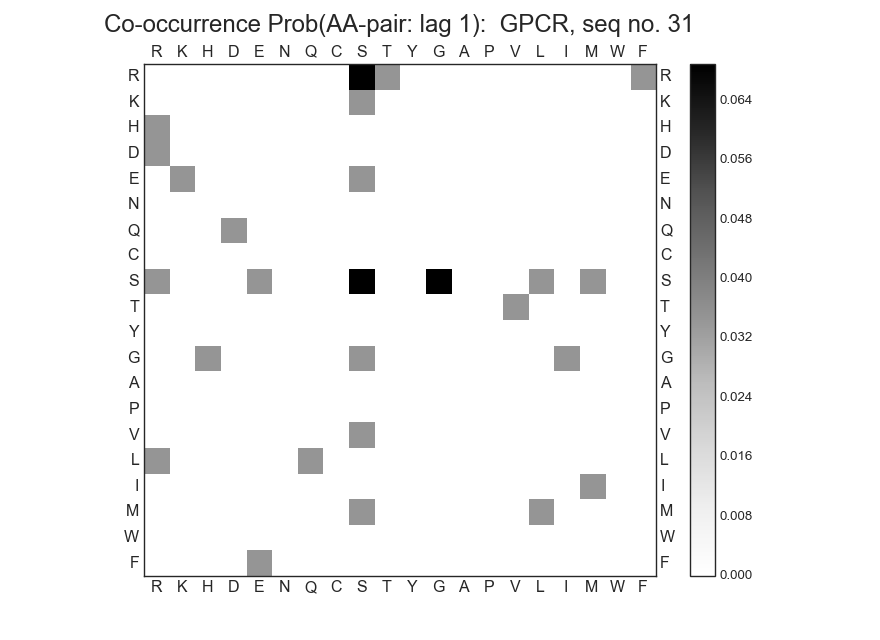 Co-occurrence Prob(AA-pair: lag 1):  GPCR, seq no. 31
R K H D E N Q C S T Y G A P V L I M W F
R R
K K
0.064
H H
D D
0.056
E E
N N
0.048
Q Q
C C
0.040
S S
T T
Y Y
0.032
G G
A A
0.024
P P
V V
0.016
L L
I I
M M
0.008
W W
F F
0.000
R K H D E N Q C S T Y G A P V L I M W F